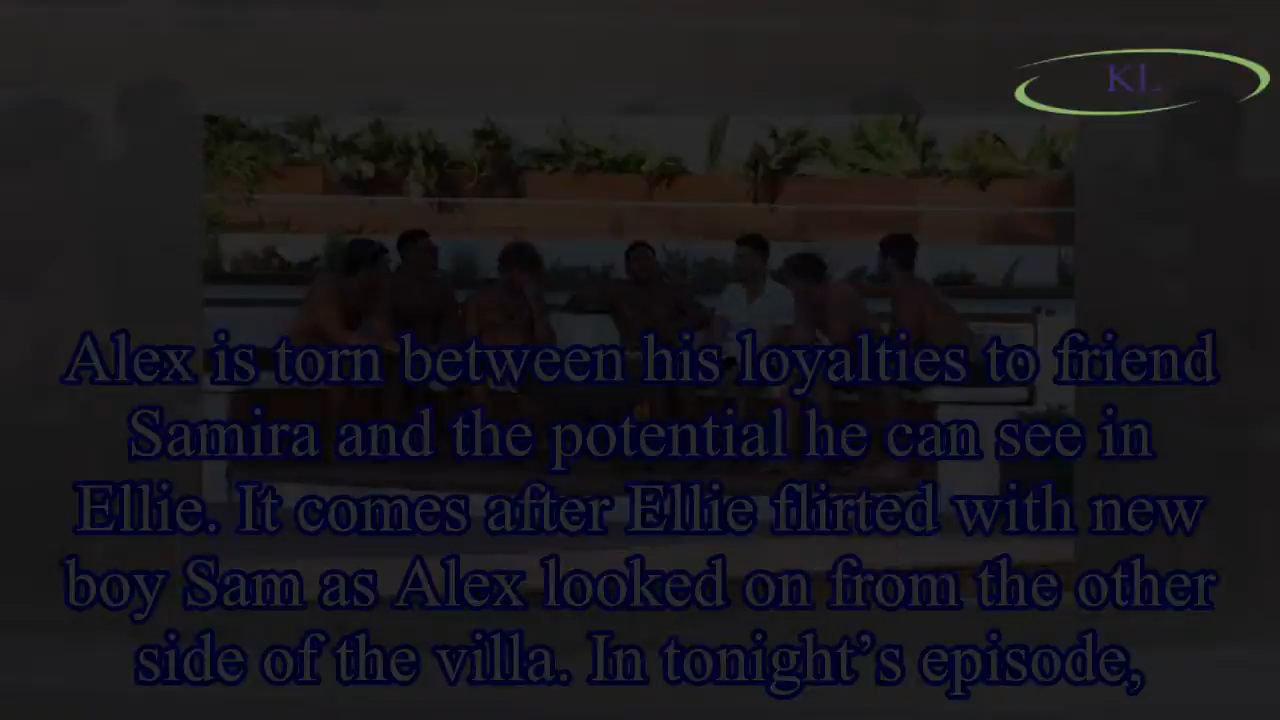 KL
Alex is torn between his loyalties to friend
Samira and the potential he can see in
Ellie. It comes after Ellie flirted with new
boy Sam as Alex looked on from the other
side of the villa. In tonight’s episode,